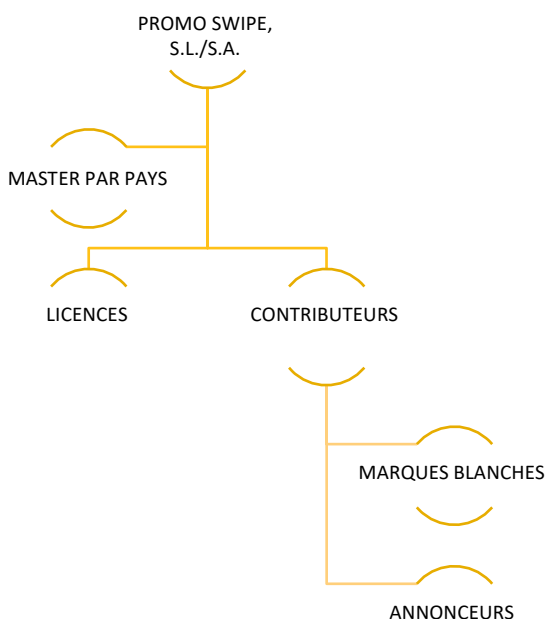 PROMO SWIPE,
S.L./S.A.
MASTER PAR PAYS
LICENCES
CONTRIBUTEURS
MARQUES BLANCHES
ANNONCEURS